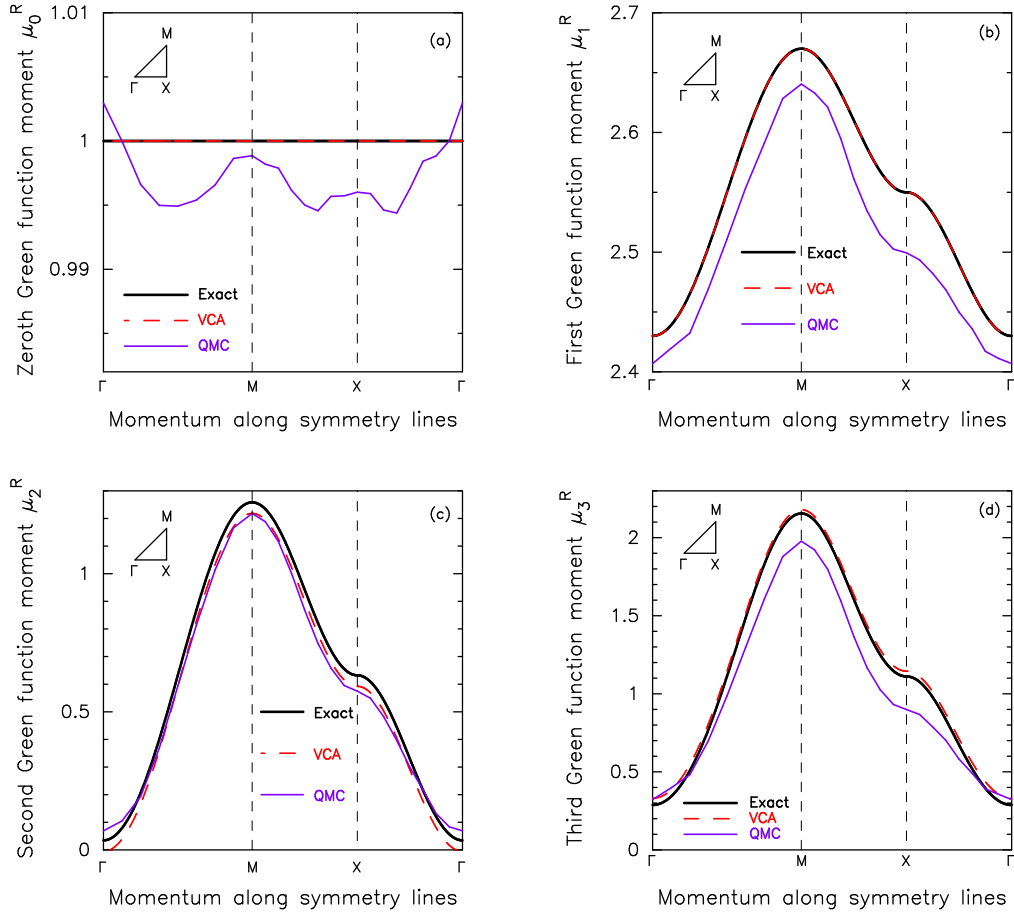 Zeroth Green function moment μ₀ᴿ
1.01
1
0.99
(a)
M
Γ X
Exact
VCA
QMC
Γ M X Γ
Momentum along symmetry lines
First Green function moment μ₁ᴿ
2.7
2.6
2.5
2.4
(b)
M
Γ X
Exact
VCA
QMC
Γ M X Γ
Momentum along symmetry lines
Second Green function moment μ₂ᴿ
1
0.5
0
(c)
M
Γ X
Exact
VCA
QMC
Γ M X Γ
Momentum along symmetry lines
Third Green function moment μ₃ᴿ
2
1.5
1
0.5
0
(d)
M
Γ X
Exact
VCA
QMC
Γ M X Γ
Momentum along symmetry lines